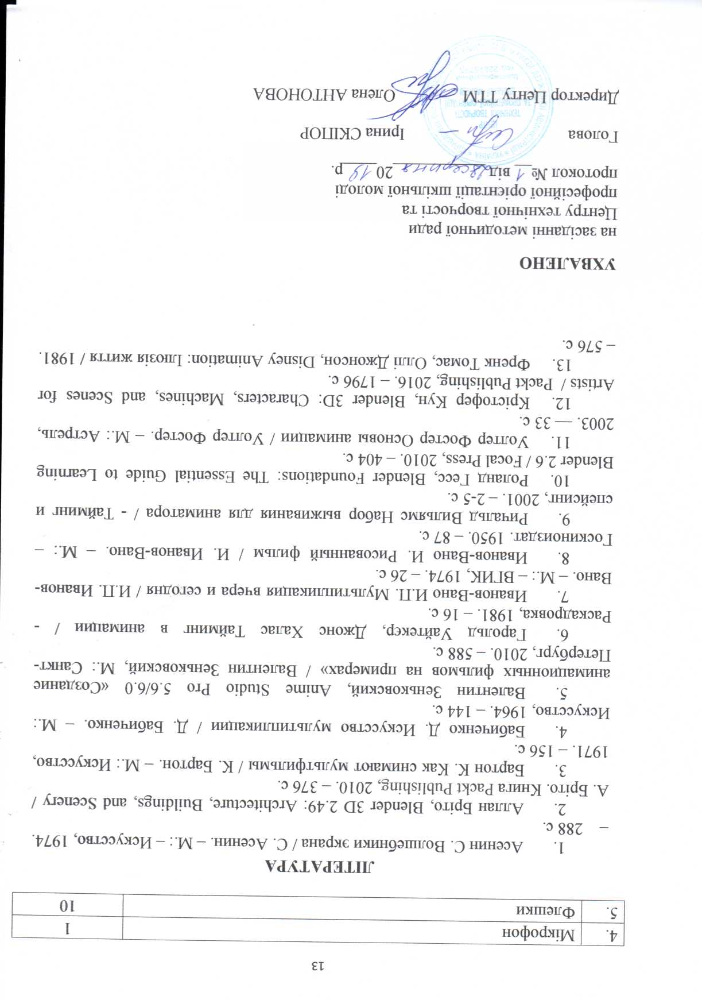 13
4. Мікрофон 1
5. Флешки 10
ЛІТЕРАТУРА
1. Асенин С. Волшебники экрана / С. Асенин. – М.: – Искусство, 1974.
– 288 с.
2. Аллан Бріто, Blender 3D 2.49: Architecture, Buildings, and Scenery /
А. Бріто. Книга Packt Publishing, 2010. – 376 с.
3. Бартон К. Как снимают мультфильмы / К. Бартон. – М.: Искусство,
1971. – 156 с.
4. Бабиченко Д. Искусство мультипликации / Д. Бабиченко. – М.:
Искусство, 1964. – 144 с.
5. Валентин Зеньковский, Anime Studio Pro 5.6/6.0 «Создание
анимационных фильмов на примерах» / Валентин Зеньковский, М.: Санкт-
Петербург, 2010. – 588 с.
6. Гарольд Уайтекер, Джонс Халас Тайминг в анимации / -
Раскадровка, 1981. – 16 с.
7. Иванов-Вано И.П. Мультипликация вчера и сегодня / И.П. Иванов-
Вано. – М.: – ВГИК, 1974. – 26 с.
8. Иванов-Вано И. Рисованный фильм / И. Иванов-Вано. – М.: –
Госкиноиздат. 1950. – 87 с.
9. Ричальд Вильямс Набор выживания для аниматора / - Тайминг и
спейсинг, 2001. – 2-5 с.
10. Роланд Гесс, Blender Foundations: The Essential Guide to Learning
Blender 2.6 / Focal Press, 2010. – 404 с.
11. Уолтер Фостер Основы анимации / Уолтер Фостер. – М.: Астрель,
2003. — 33 с.
12. Крістофер Кун, Blender 3D: Characters, Machines, and Scenes for
Artists / Packt Publishing, 2016. – 1796 с.
13. Френк Томас, Оллі Джонсон, Disney Animation: Ілюзія життя / 1981.
– 576 с.
УХВАЛЕНО
на засіданні методичної ради
Центру технічної творчості та
професійної орієнтації шкільної молоді
протокол № 1 від 28 серпня 20 19 р.
Голова Ірина СКІПОР
Директор Центу ТТМ Олена АНТОНОВА